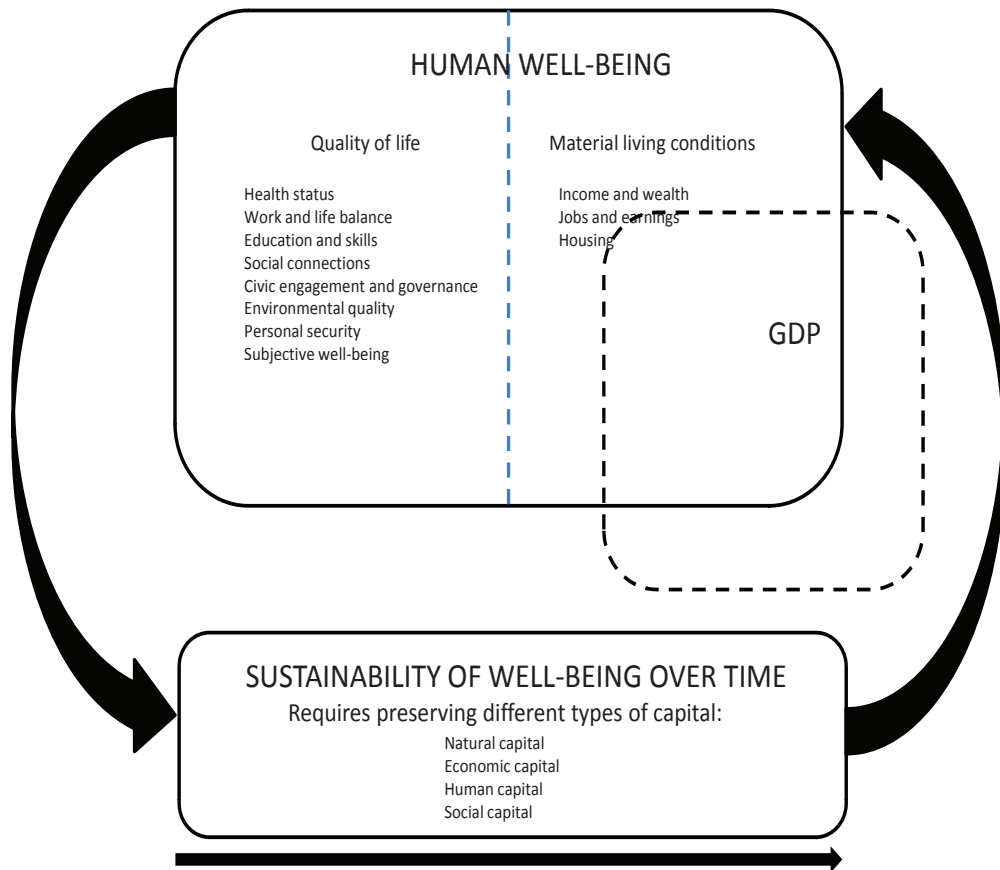 HUMAN WELL-BEING
Quality of life
Health status
Work and life balance
Education and skills
Social connections
Civic engagement and governance
Environmental quality
Personal security
Subjective well-being
Material living conditions
Income and wealth
Jobs and earnings
Housing
GDP
SUSTAINABILITY OF WELL-BEING OVER TIME
Requires preserving different types of capital:
Natural capital
Economic capital
Human capital
Social capital